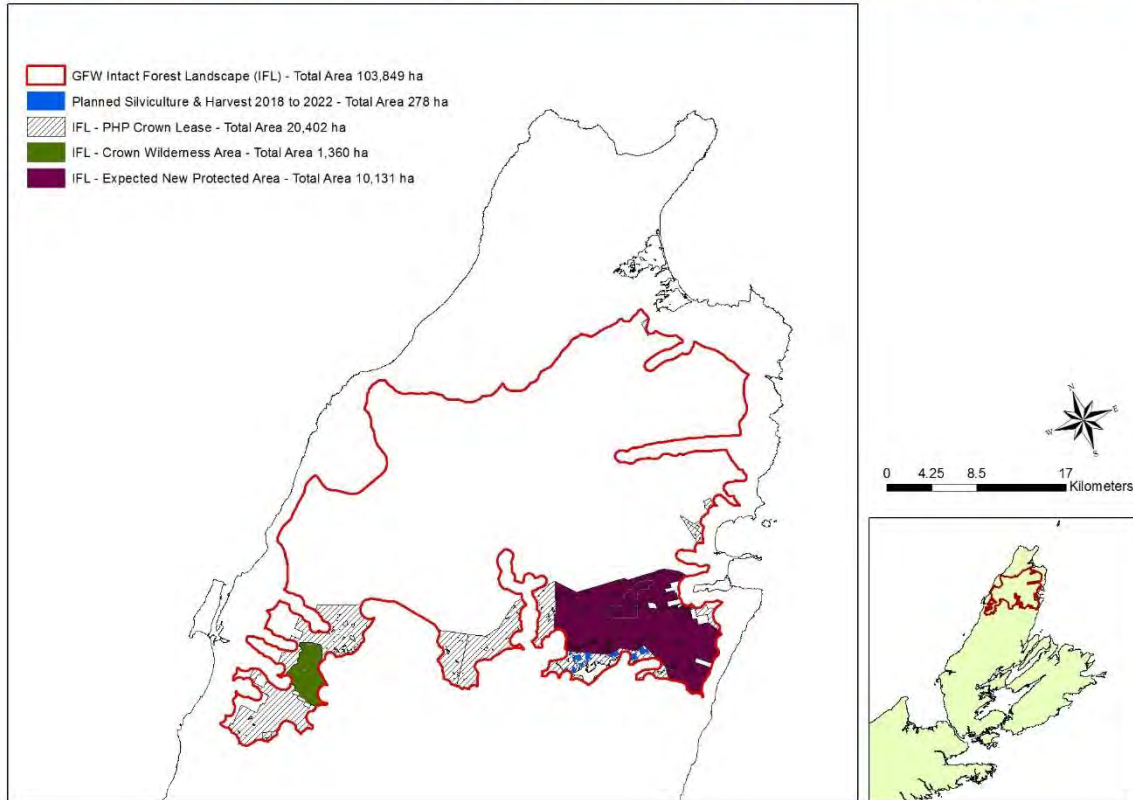 GFW Intact Forest Landscape (IFL) - Total Area 103,849 ha
Planned Silviculture & Harvest 2018 to 2022 - Total Area 278 ha
IFL - PHP Crown Lease - Total Area 20,402 ha
IFL - Crown Wilderness Area - Total Area 1,360 ha
IFL - Expected New Protected Area - Total Area 10,131 ha
N
E
W
S
0 4.25 8.5 17
Kilometers